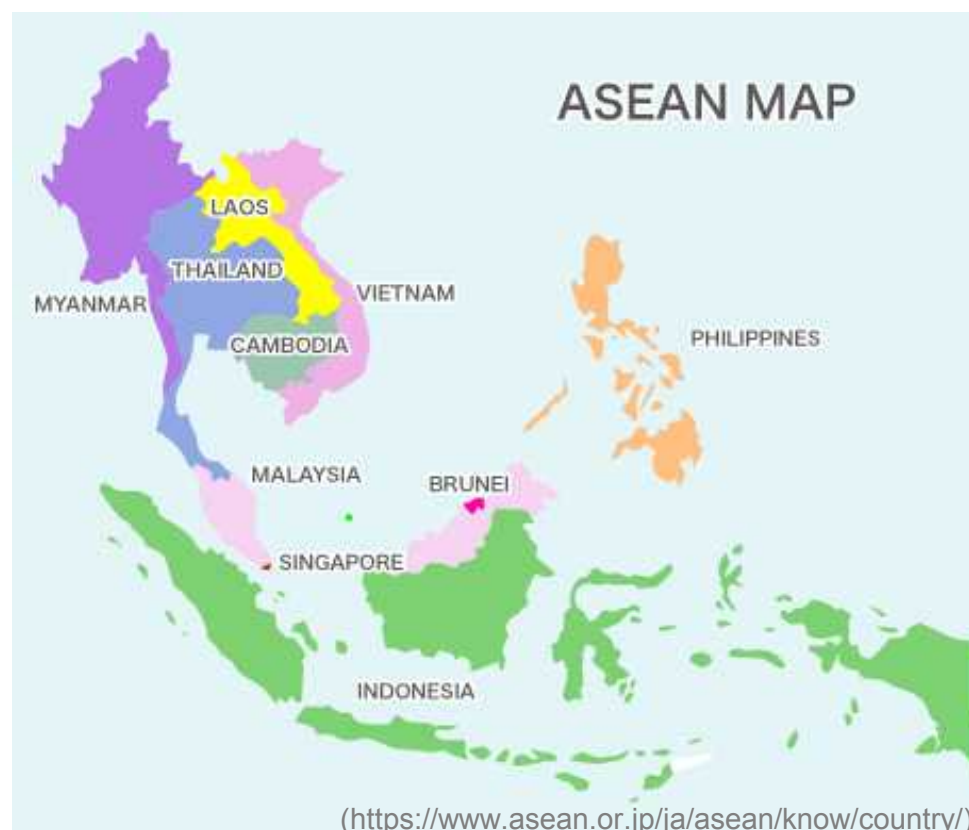 ASEAN MAP
LAOS
THAILAND
MYANMAR
VIETNAM
CAMBODIA
PHILIPPINES
MALAYSIA
BRUNEI
SINGAPORE
INDONESIA
(https://www.asean.or.jp/ja/asean/know/country/)